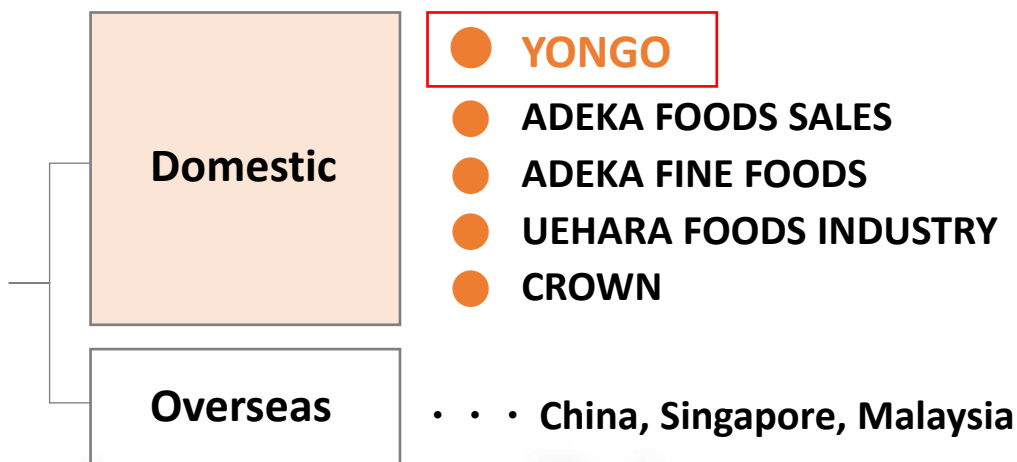 Domestic
YONGO
ADEKA FOODS SALES
ADEKA FINE FOODS
UEHARA FOODS INDUSTRY
CROWN
Overseas
・・・ China, Singapore, Malaysia